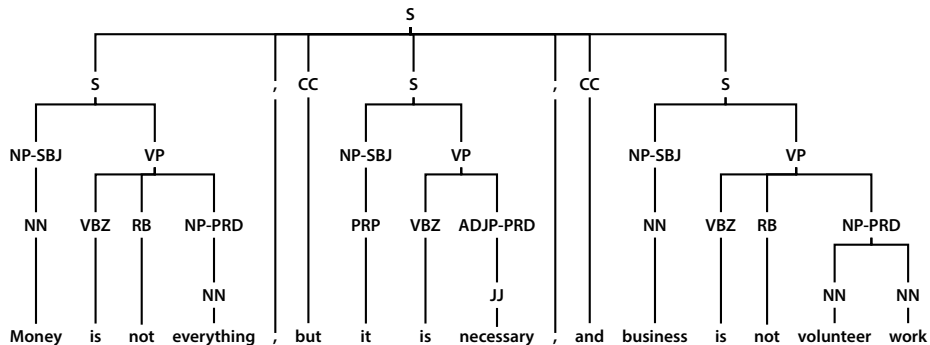 S
S , CC S , CC S
NP-SBJ VP NP-SBJ VP NP-SBJ VP
NN VBZ RB NP-PRD PRP VBZ ADJP-PRD NN VBZ RB NP-PRD
NN JJ NN NN
Money is not everything , but it is necessary , and business is not volunteer work